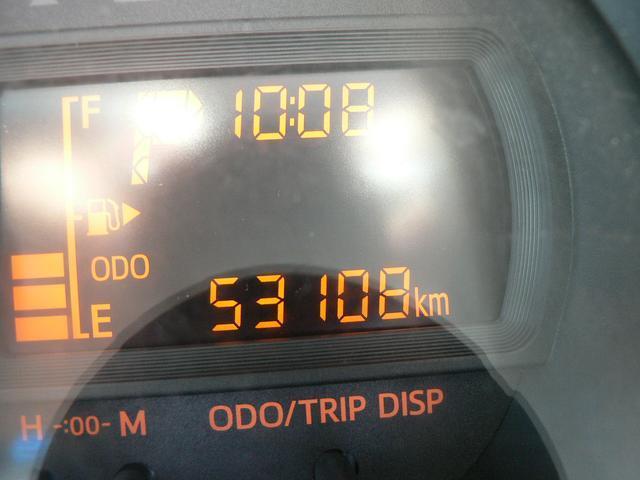 F 10:08
ODO
E 53108km
H -:00- M ODO/TRIP DISP